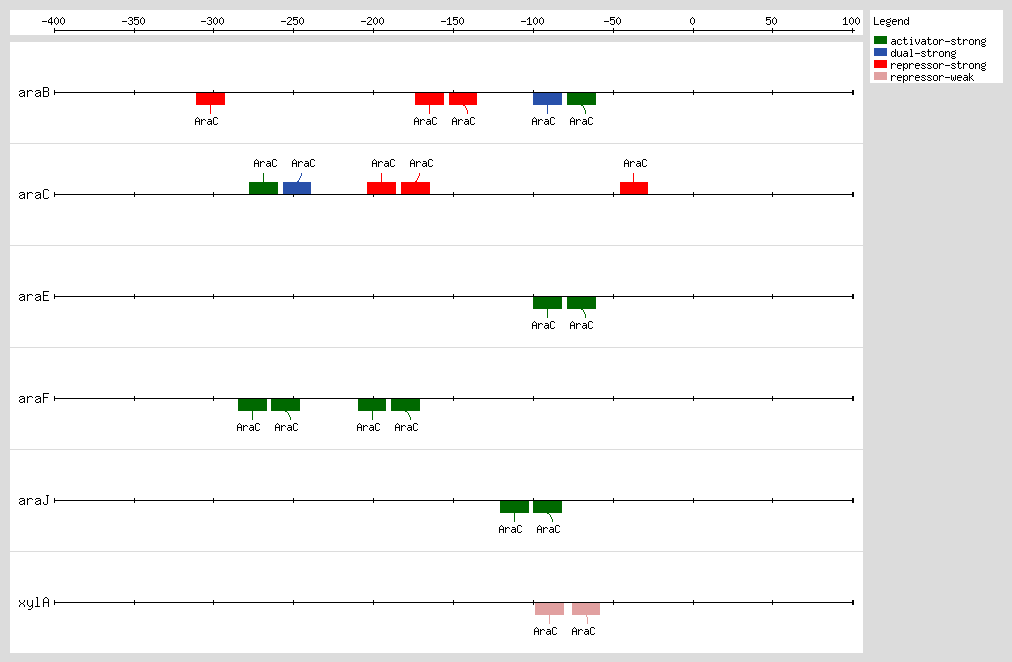 -400 -350 -300 -250 -200 -150 -100 -50 0 50 100
Legend
activator-strong
dual-strong
repressor-strong
repressor-weak
araB
AraC AraC AraC AraC AraC
AraC AraC AraC AraC AraC
araC
araE
AraC AraC
araF
AraC AraC AraC AraC
araJ
AraC AraC
xylA
AraC AraC